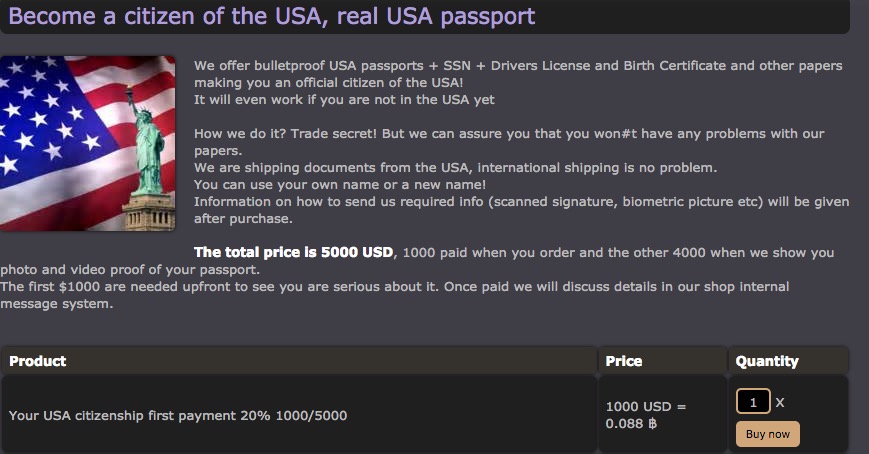 Become a citizen of the USA, real USA passport
We offer bulletproof USA passports + SSN + Drivers License and Birth Certificate and other papers
making you an official citizen of the USA!
It will even work if you are not in the USA yet
How we do it? Trade secret! But we can assure you that you won#t have any problems with our
papers.
We are shipping documents from the USA, international shipping is no problem.
You can use your own name or a new name!
Information on how to send us required info (scanned signature, biometric picture etc) will be given
after purchase.
The total price is 5000 USD, 1000 paid when you order and the other 4000 when we show you
photo and video proof of your passport.
The first $1000 are needed upfront to see you are serious about it. Once paid we will discuss details in our shop internal
message system.
Product Price Quantity
Your USA citizenship first payment 20% 1000/5000
1000 USD =
0.088 ฿
1 X
Buy now